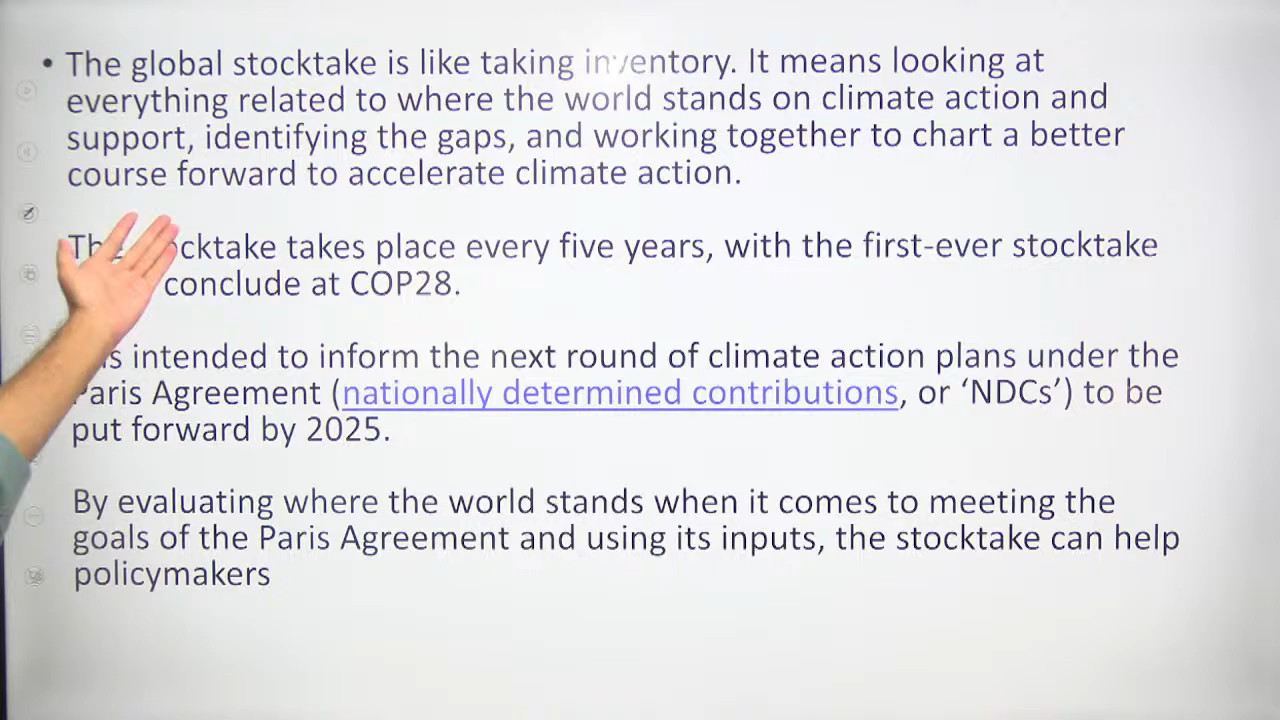 • The global stocktake is like taking inventory. It means looking at
everything related to where the world stands on climate action and
support, identifying the gaps, and working together to chart a better
course forward to accelerate climate action.
takes place every five years, with the first-ever stocktake
conclude at COP28.
intended to inform the next round of climate action plans under the
Paris Agreement (nationally determined contributions, or ‘NDCs’) to be
put forward by 2025.
By evaluating where the world stands when it comes to meeting the
goals of the Paris Agreement and using its inputs, the stocktake can help
policymakers